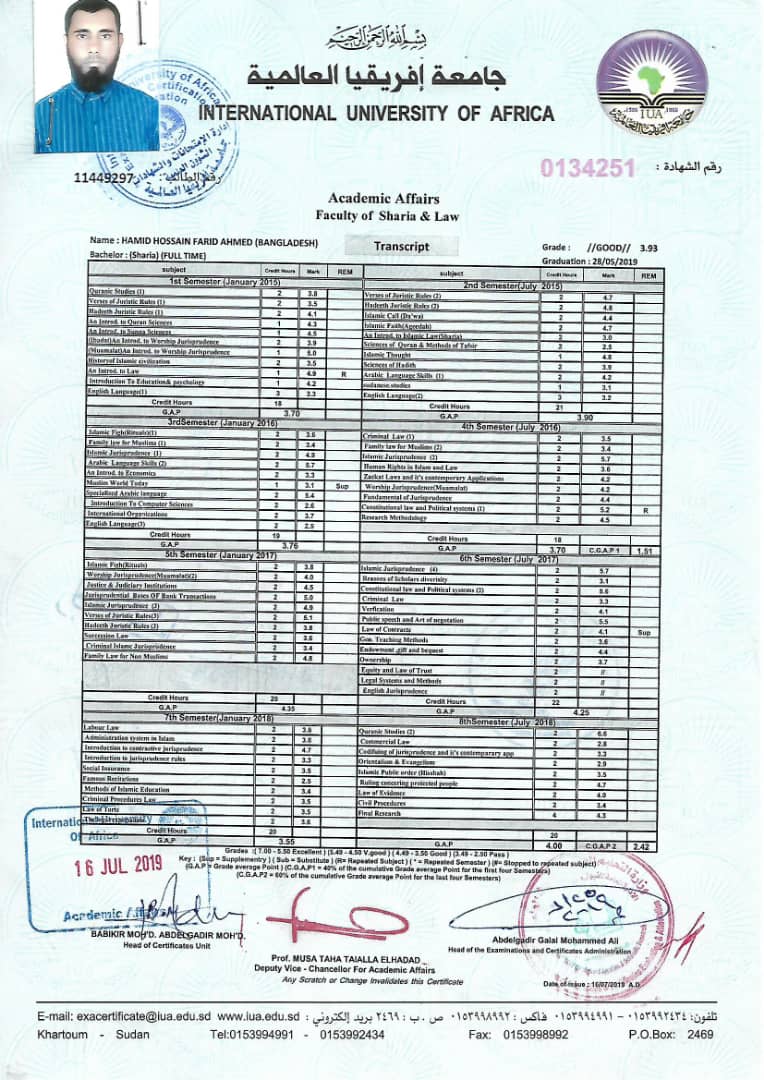 بسم الله الرحمن الرحيم
جامعة إفريقيا العالمية
INTERNATIONAL UNIVERSITY OF AFRICA
IUA
رقم الشهادة : 0134251
11449297
Academic Affairs
Faculty of Sharia & Law
Name : HAMID HOSSAIN FARID AHMED (BANGLADESH)
Transcript
Grade : //GOOD// 3.93
Bachelor : (Sharia) (FULL TIME)
Graduation : 28/05/2019
subject Credit Hours Mark REM
1st Semester (January 2015)
Quranic Studies (1) 2 3.8
Verses of Juristic Rules (1) 2 3.5
Hadeeth Juristic Rules (1) 2 4.1
An Introd. to Quran Sciences 1 4.3
An Introd. to Sunna Sciences 1 4.5
(Ibadat)An Introd. to Worship Jurisprudence 2 3.9
(Muamalat)An Introd. to Worship Jurisprudence 1 5.0
Historyof Islamic civilization 2 3.5
An Introd. to Law 1 4.9 R
Introduction To Education& psychology 1 4.2
English Language(1) 3 3.3
Credit Hours 18
G.A.P 3.70
subject Credit Hours Mark REM
2nd Semester(July 2015)
Verses of Juristic Rules (2) 2 4.7
Hadeeth Juristic Rules (2) 2 4.8
Islamic Call (Da'wa) 2 4.4
Islamic Faith(Ageedah) 2 4.7
An Introd. to Islamic Law(Sharia) 2 3.0
Sciences of Quran & Methods of Tafsir 2 2.5
Islamic Thought 1 4.8
Sciences of Hadith 2 3.9
Arabic Language Skills (1) 2 4.2
sudanese studies 1 3.1
English Language(2) 3 3.2
Credit Hours 21
G.A.P 3.90
3rdSemester (January 2016)
Islamic Figh(Rituals)(1) 2 3.6
Family law for Muslims (1) 2 3.4
Islamic Jurisprudence (1) 2 4.8
Arabic Language Skills (2) 2 5.7
An Introd. to Economics 2 3.3
Muslim World Today 1 3.1 Sup
Specialized Arabic language 2 5.4
Introduction To Computer Sciences 2 2.6
International Organizations 2 3.7
English Language(3) 2 2.5
Credit Hours 19
G.A.P 3.76
4th Semester (July 2016)
Criminal Law (1) 2 3.5
Family law for Muslims (2) 2 3.4
Islamic Jurisprudence (2) 2 5.7
Human Rights in Islam and Law 2 3.6
Zackat Laws and it's contemporary Applications 2 4.2
Worship Jurisprudence(Muamalat) 2 4.2
Fundamental of Jurisprudence 2 4.4
Constitutional law and Political systems (1) 2 5.2 R
Research Methodology 2 4.5
Credit Hours 18
G.A.P 3.70 C.G.A.P 1 1.51
5th Semester (January 2017)
Islamic Figh(Rituals) 2 3.8
Worship Jurisprudence(Muamalat)(2) 2 4.0
Justice & Judiciary Institutions 2 4.5
Jurisprudential Rules OF Bank Transactions 2 5.0
Islamic Jurisprudence (3) 2 4.9
Verses of Juristic Rules(3) 2 5.1
Hadeeth Juristic Rules (3) 2 3.8
Succession Law 2 3.6
Criminal Islamc Jurisprudence 2 3.4
Family Law for Non Muslims 2 4.8
Credit Hours 20
G.A.P 4.35
6th Semester (July 2017)
Islamic Jurisprudence (4) 2 5.7
Reasons of Scholars diversity 2 3.1
Constitutional law and Political systems (2) 2 5.6
Criminal Law 2 3.3
Verfication 2 4.1
Public speech and Art of negotation 2 5.5
Law of Contracts 2 4.1 Sup
Gen. Teaching Methods 2 3.6
Endowment ,gift and bequest 2 4.4
Ownership 2 3.7
Equity and Law of Trust 2 //
Legal Systems and Methods 2 //
English Jurisprudence 2 //
Credit Hours 22
G.A.P 4.25
7th Semester(January 2018)
Labour Law 2 3.8
Administration system in Islam 2 3.6
Introduction to contrastive jurisprudence 2 4.7
Introduction to jurisprudence rules 2 3.3
Social Insurance 2 3.5
Famous Recitations 2 2.5
Methods of Islamic Education 2 3.4
Criminal Procedures Law 2 3.5
Law of Torts 2 3.5
2 3.6
Credit Hours 20
G.A.P 3.55
8thSemester (July 2018)
Quranic Studies (2) 2 6.6
Commercial Law 2 2.8
Codifuing of jurisprudence and it's contemparary app 2 3.3
Orientation & Evangelism 2 2.9
Islamic Public order (Hisbah) 2 3.5
Ruling concering protected people 2 4.7
Law of Evidence 2 4.0
Civil Procedures 2 3.4
Final Research 4 4.3
20
G.A.P 4.00 C.G.A.P 2 2.42
Grades :( 7.00 - 5.50 Excellent ) (5.49 - 4.50 V.good ) ( 4.49 - 3.50 Good ) (3.49 - 2.50 Pass )
Key : (Sup = Supplementry ) ( Sub = Substitute ) (R= Repeated Subject ) ( * = Repeated Semester ) (#= Stopped to repeated subject)
(G.A.P = Grade average Point ) (C.G.A.P1 = 40% of the cumulative Grade average Point for the first four Semesters)
(C.G.A.P2 = 60% of the cumulative Grade average Point for the last four Semesters)
International University
Of Africa
16 JUL 2019
Academic Affairs
BABIKIR MOH'D. ABDELGADIR MOH'D.
Head of Certificates Unit
Prof. MUSA TAHA TAIALLA ELHADAD
Deputy Vice - Chancellor For Academic Affairs
Any Scratch or Change Invalidates this Certificate
Abdelgadir Galal Mohammed Ali
Head of the Examinations and Certificates Administration
Date of issue : 16/07/2019 A.D
E-mail: exacertificate@iua.edu.sd www.iua.edu.sd تلفون: ٠١٥٣٩٩٢٤٣٤ – ٠١٥٣٩٩٤٩٩١ فاكس : ٠١٥٣٩٩٨٩٩٢ ص . ب : ٢٤٦٩ بريد إلكتروني :
Khartoum - Sudan Tel:0153994991 - 0153992434 Fax: 0153998992 P.O.Box: 2469